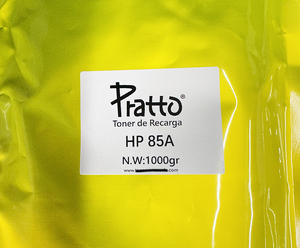 Pratto®
Toner de Recarga
HP 85A
N.W:1000gr